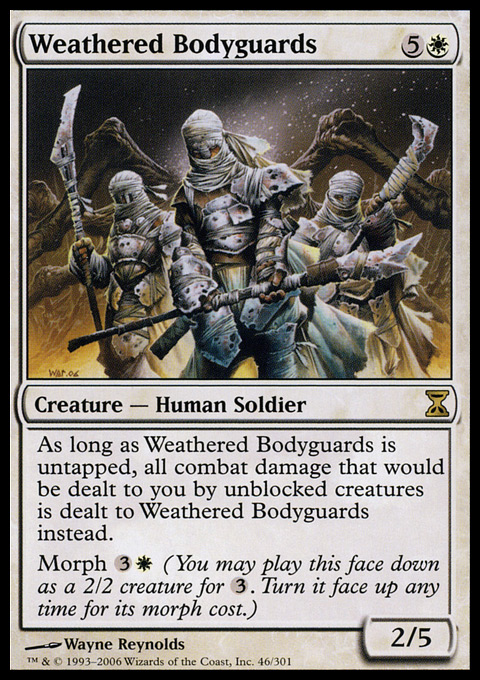 Weathered Bodyguards 5
WAR.06
Creature — Human Soldier
As long as Weathered Bodyguards is
untapped, all combat damage that would
be dealt to you by unblocked creatures
is dealt to Weathered Bodyguards
instead.
Morph 3 (You may play this face down
as a 2/2 creature for 3. Turn it face up any
time for its morph cost.)
Wayne Reynolds
2/5
™ & © 1993–2006 Wizards of the Coast, Inc. 46/301